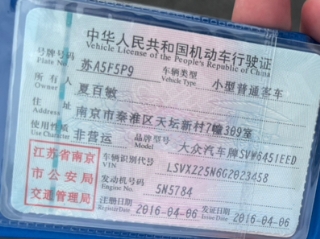 中华人民共和国机动车行驶证
Vehicle License of the People's Republic of China
号牌号码 Plate No. 苏A5F5P9 车辆类型 Vehicle Type 小型普通客车
所有人 Owner 夏百敏
住址 Address 南京市秦淮区天坛新村7幢309室
使用性质 Use Character 非营运 品牌型号 Model 大众汽车牌SVW6451EED
江苏省南京市公安局交通管理局
车辆识别代号 VIN LSVXZ25N6G2023458
发动机号码 Engine No. 5N5784
注册日期 Register Date 2016-04-06 发证日期 Issue Date 2016-04-06